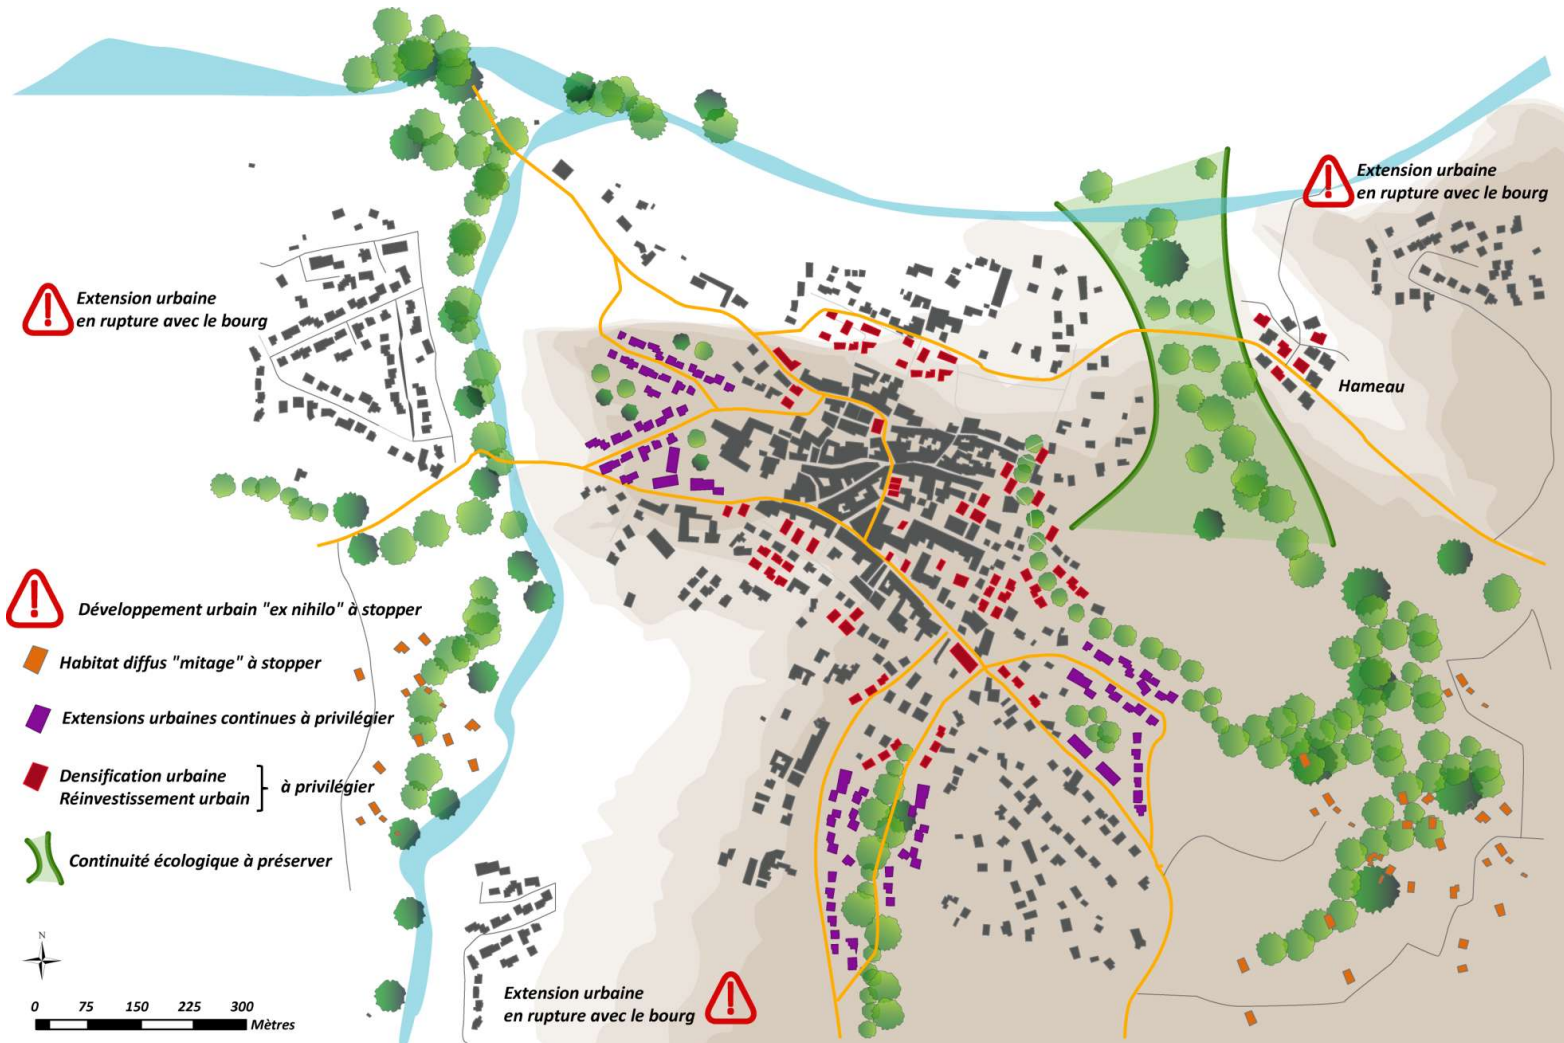 Extension urbaine
en rupture avec le bourg
Extension urbaine
en rupture avec le bourg
Hameau
Développement urbain "ex nihilo" à stopper
Habitat diffus "mitage" à stopper
Extensions urbaines continues à privilégier
Densification urbaine
Réinvestissement urbain
à privilégier
Continuité écologique à préserver
N
0 75 150 225 300
Mètres
Extension urbaine
en rupture avec le bourg